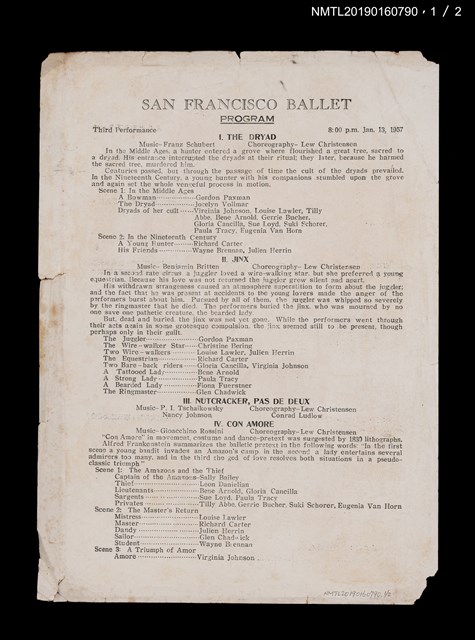 NMTL20190160790 · 1 / 2
SAN FRANCISCO BALLET
PROGRAM
Third Performance 8:00 p.m. Jan. 13, 1957
I. THE DRYAD
Music-Franz Schubert Choreography- Lew Christensen
In the Middle Ages, a hunter entered a grove where flourished a great tree, sacred to
a dryad. His entrance interrupted the dryads at their ritual; they later, because he harmed
the sacred tree, murdered him.
Centuries passed, but through the passage of time the cult of the dryads prevailed.
In the Nineteenth Century, a young hunter with his companions stumbled upon the grove
and again set the whole vengeful process in motion.
Scene 1: In the Middle Ages
A Bowman Gordon Paxman
The Dryad Jocelyn Vollmar
Dryads of her cult Virginia Johnson, Louise Lawler, Tilly
Abbe, Bene Arnold, Gerrie Bucher,
Gloria Cancilla, Sue Loyd, Suki Schorer,
Paula Tracy, Eugenia Van Horn
Scene 2: In the Nineteenth Century
A Young Hunter Richard Carter
His Friends Wayne Brennan, Julien Herrin
II. JINX
Music- Benjamin Britten Choreography- Lew Christensen
In a second rate circus a juggler loved a wire-walking star, but she preferred a young
equestrian. Because his love was not returned the juggler grew silent and apart.
His withdrawn strangeness caused an atmosphere superstition to form about the juggler,
and the fact that he was present at accidents to the young lovers made the anger of the
performers burst about him. Pursued by all of them, the juggler was whipped so severely
by the ringmaster that he died. The performers buried the jinx, who was mourned by no
one save one pathetic creature, the bearded lady.
But, dead and buried, the jinx was not yet gone. While the performers went through
their acts again in some grotesque compulsion, the jinx seemed still to be present, though
perhaps only in their guilt.
The Juggler Gordon Paxman
The Wire-walker Star Christine Bering
Two Wire-walkers Louise Lawler, Julien Herrin
The Equestrian Richard Carter
Two Bare-back riders Gloria Cancilla, Virginia Johnson
A Tattooed Lady Bene Arnold
A Strong Lady Paula Tracy
A Bearded Lady Fiona Fuerstner
The Ringmaster Glen Chadwick
III. NUTCRACKER, PAS DE DEUX
Music-P. I. Tschaikowsky Choreography-Lew Christensen
Nancy Johnson Conrad Ludlow
IV. CON AMORE
Music-Gioacchino Rossini Choreography-Lew Christensen
"Con Amore" in movement, costume and dance-pretext was suggested by 1835 lithographs.
Alfred Frankenstein summarizes the balletic pretext in the following words: "In the first
scene a young bandit invades an Amazon's camp in the second a lady entertains several
admirers too many, and in the third the god of love resolves both situations in a pseudo-
classic triumph"
Scene 1: The Amazons and the Thief
Captain of the Amazons Sally Bailey
Thief Leon Danielian
Lieutenants Bene Arnold, Gloria Cancilla
Sergents Sue Loyd, Paula Tracy
Privates Tilly Abbe, Gerrie Bucher, Suki Schorer, Eugenia Van Horn
Scene 2: The Master's Return
Mistress Louise Lawler
Master Richard Carter
Dandy Julien Herrin
Sailor Glen Chadwick
Student Wayne Brennan
Scene 3: A Triumph of Amor
Amore Virginia Johnson